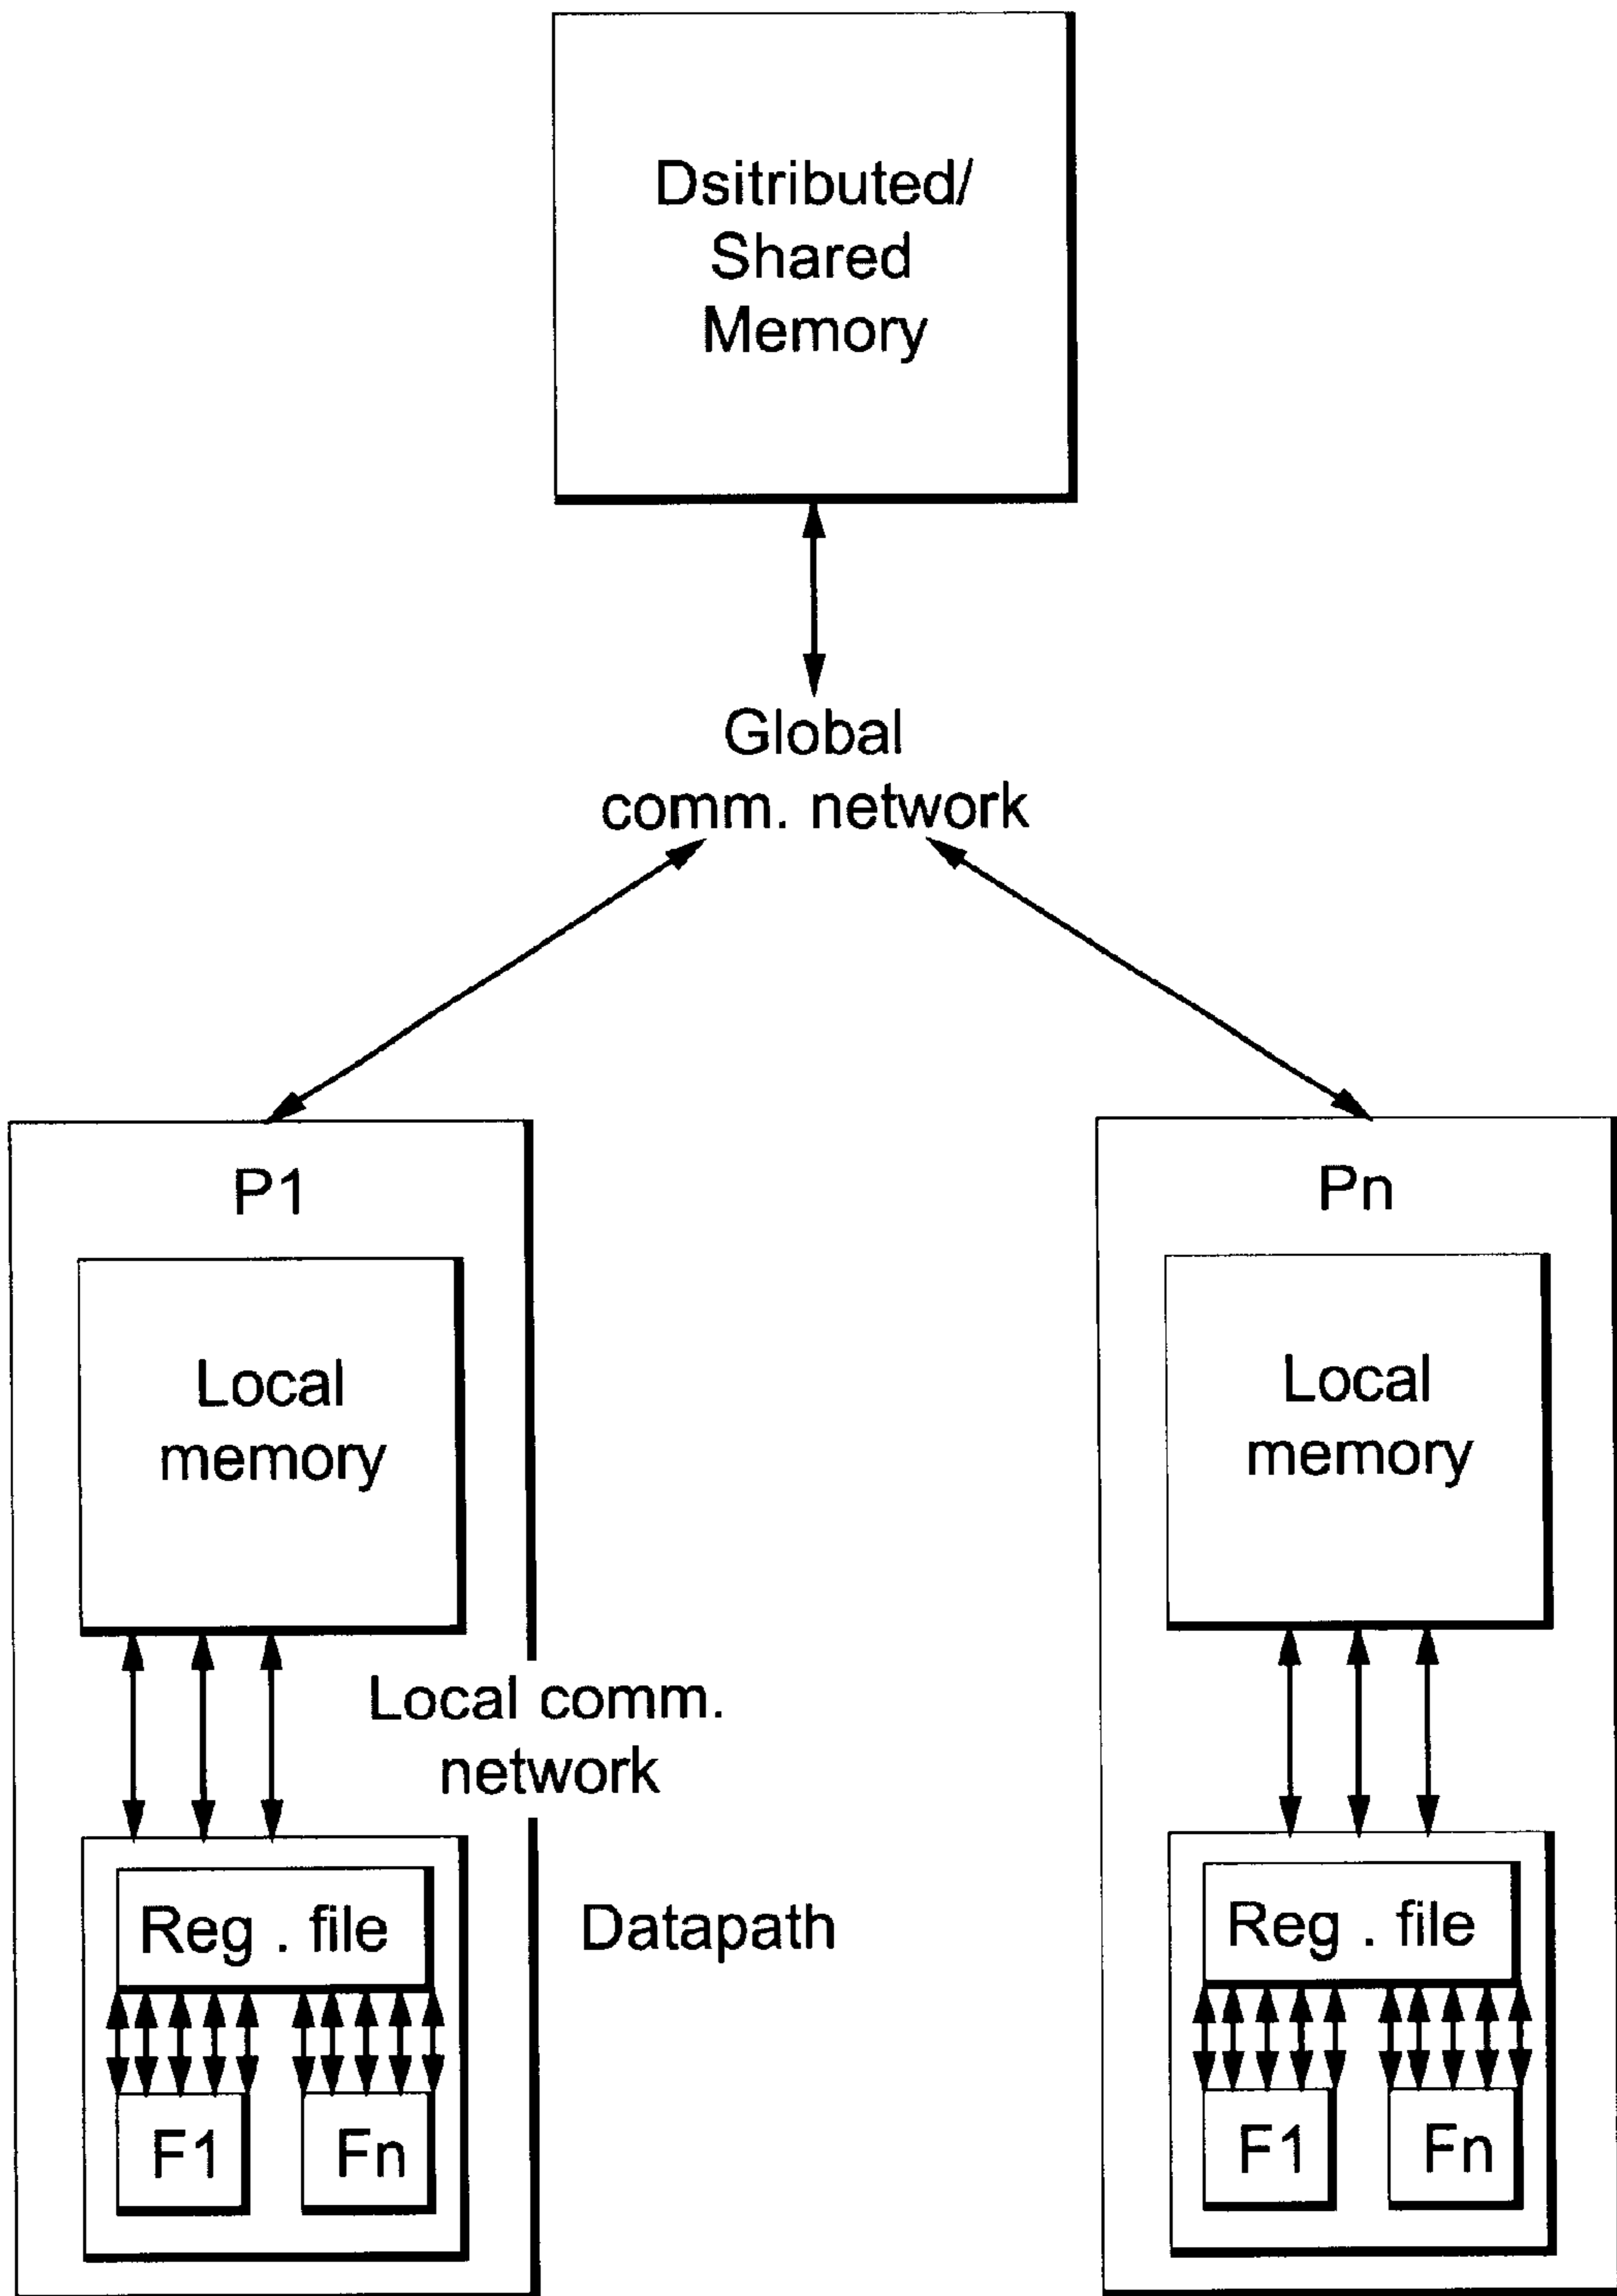 Dsitributed/
Shared
Memory
Global
comm. network
P1
Local
memory
Local comm.
network
Reg . file
Datapath
F1
Fn
Pn
Local
memory
Reg . file
F1
Fn